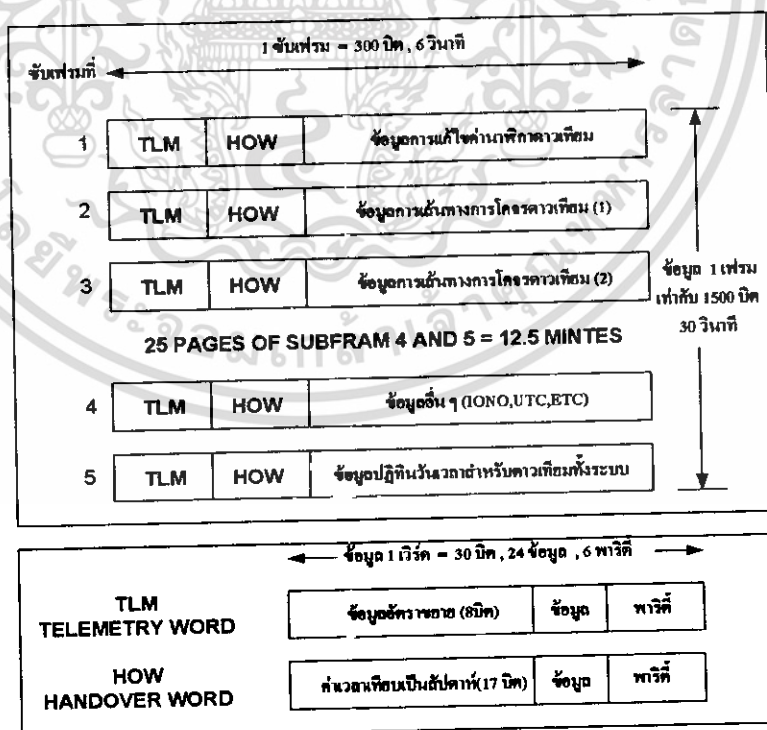 1 ซับเฟรม = 300 บิต , 6 วินาที
ซับเฟรมที่
1 TLM HOW ข้อมูลการแก้ไขค่านาฬิกาดาวเทียม
2 TLM HOW ข้อมูลการเส้นทางการโคจรดาวเทียม (1)
3 TLM HOW ข้อมูลการเส้นทางการโคจรดาวเทียม (2)
ข้อมูล 1 เฟรม
เท่ากับ 1500 บิต
30 วินาที
25 PAGES OF SUBFRAM 4 AND 5 = 12.5 MINTES
4 TLM HOW ข้อมูลอื่น ๆ (IONO,UTC,ETC)
5 TLM HOW ข้อมูลปฏิทินวันเวลาสำหรับดาวเทียมทั้งระบบ
ข้อมูล 1 เวิร์ด = 30 บิต , 24 ข้อมูล , 6 พาริตี้
TLM
TELEMETRY WORD
ข้อมูลอัตราขยาย (8บิต) ข้อมูล พาริตี้
HOW
HANDOVER WORD
ค่าเวลาเทียบเป็นสัปดาห์(17 บิต) ข้อมูล พาริตี้